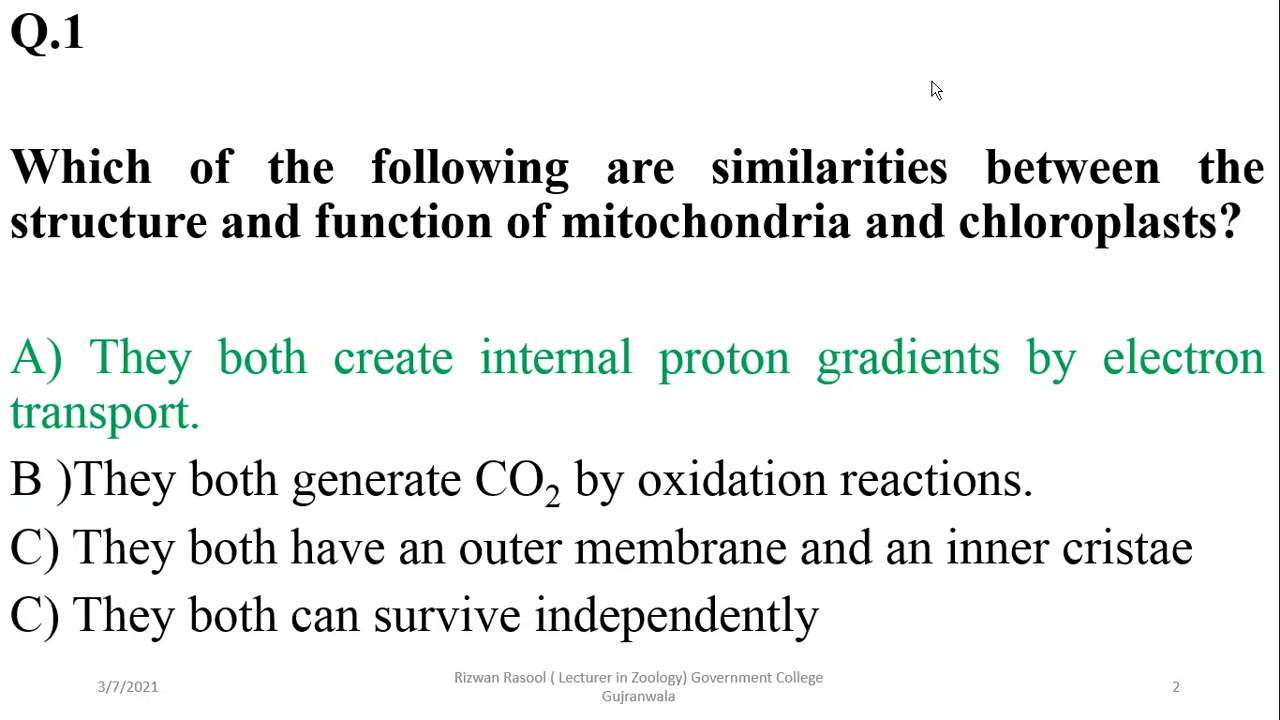 Q.1
Which of the following are similarities between the
structure and function of mitochondria and chloroplasts?
A) They both create internal proton gradients by electron
transport.
B )They both generate CO₂ by oxidation reactions.
C) They both have an outer membrane and an inner cristae
C) They both can survive independently
3/7/2021
Rizwan Rasool ( Lecturer in Zoology) Government College
Gujranwala
2